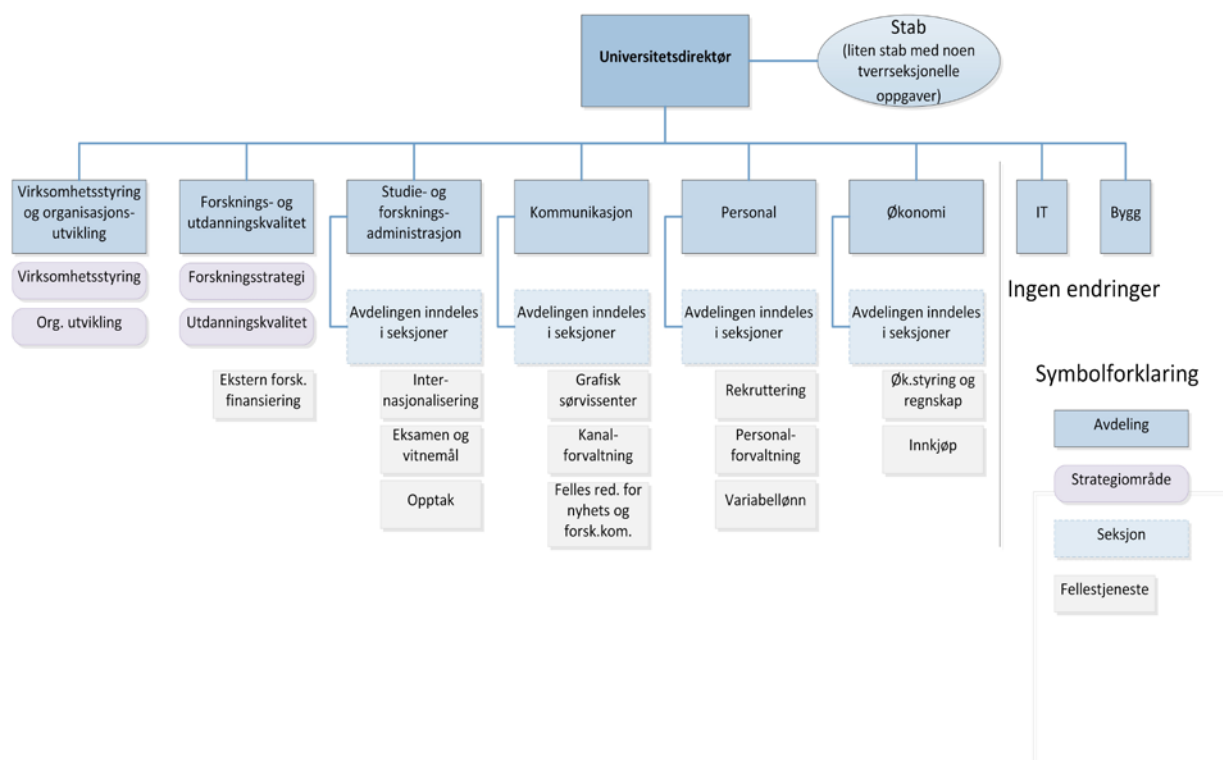 Universitetsdirektør
Stab
(liten stab med noen
tverrseksjonelle
oppgaver)
Virksomhetsstyring
og organisasjons-
utvikling
Virksomhetsstyring
Org. utvikling
Forsknings- og
utdanningskvalitet
Forskningsstrategi
Utdanningskvalitet
Ekstern forsk.
finansiering
Studie- og
forsknings-
administrasjon
Avdelingen inndeles
i seksjoner
Inter-
nasjonalisering
Eksamen og
vitnemål
Opptak
Kommunikasjon
Avdelingen inndeles
i seksjoner
Grafisk
sørvissenter
Kanal-
forvaltning
Felles red. for
nyhets og
forsk.kom.
Personal
Avdelingen inndeles
i seksjoner
Rekruttering
Personal-
forvaltning
Variabellønn
Økonomi
Avdelingen inndeles
i seksjoner
Øk.styring og
regnskap
Innkjøp
IT
Bygg
Ingen endringer
Symbolforklaring
Avdeling
Strategiområde
Seksjon
Fellestjeneste